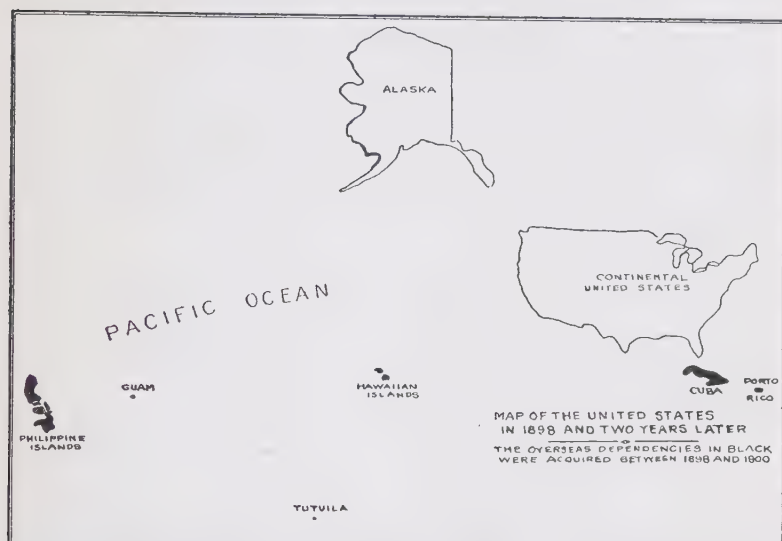 ALASKA
CONTINENTAL
UNITED STATES
PACIFIC OCEAN
GUAM
HAWAIIAN
ISLANDS
CUBA
PORTO
RICO
PHILIPPINE
ISLANDS
MAP OF THE UNITED STATES
IN 1898 AND TWO YEARS LATER
THE OVERSEAS DEPENDENCIES IN BLACK
WERE ACQUIRED BETWEEN 1898 AND 1900
TUTUILA